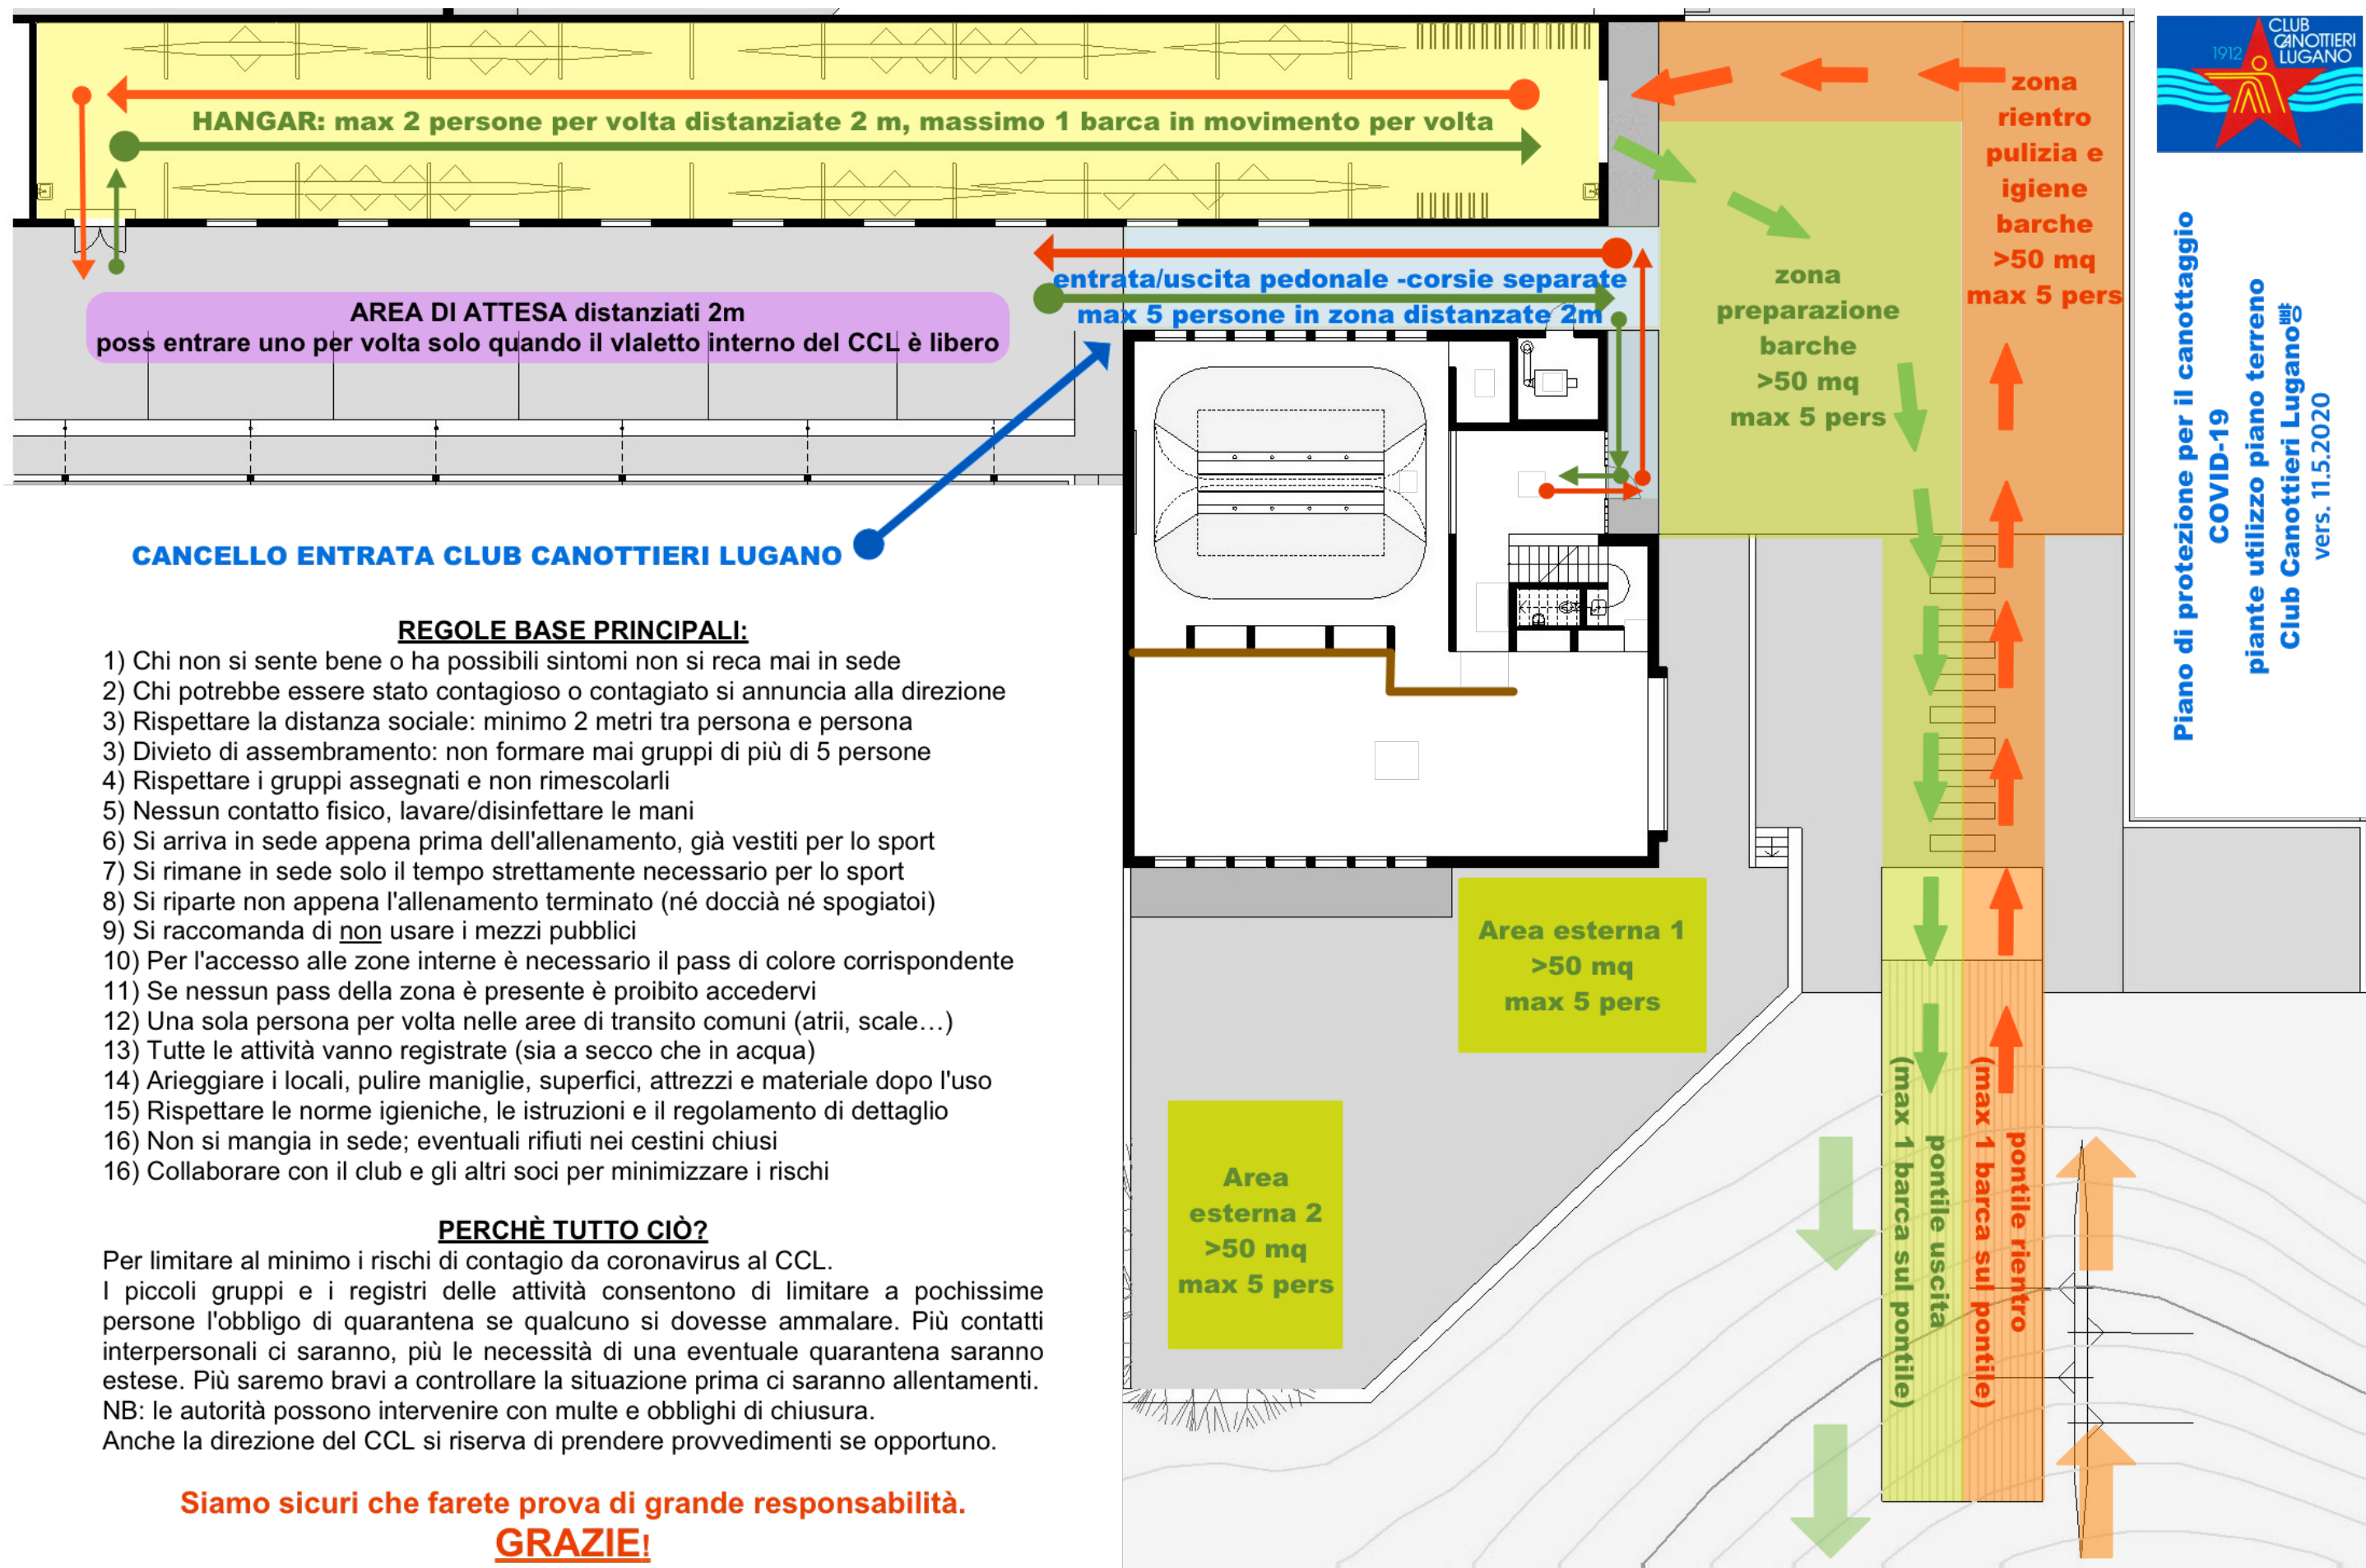 1912
CLUB
CANOTTIERI
LUGANO
HANGAR: max 2 persone per volta distanziate 2 m, massimo 1 barca in movimento per volta
zona
rientro
pulizia e
igiene
barche
>50 mq
max 5 pers
zona
preparazione
barche
>50 mq
max 5 pers
entrata/uscita pedonale -corsie separate
max 5 persone in zona distanzate 2m
AREA DI ATTESA distanziati 2m
poss entrare uno per volta solo quando il vlaletto interno del CCL è libero
CANCELLO ENTRATA CLUB CANOTTIERI LUGANO
Piano di protezione per il canottaggio
COVID-19
piante utilizzo piano terreno
Club Canottieri Lugano
vers. 11.5.2020
REGOLE BASE PRINCIPALI:
1) Chi non si sente bene o ha possibili sintomi non si reca mai in sede
2) Chi potrebbe essere stato contagioso o contagiato si annuncia alla direzione
3) Rispettare la distanza sociale: minimo 2 metri tra persona e persona
3) Divieto di assembramento: non formare mai gruppi di più di 5 persone
4) Rispettare i gruppi assegnati e non rimescolarli
5) Nessun contatto fisico, lavare/disinfettare le mani
6) Si arriva in sede appena prima dell'allenamento, già vestiti per lo sport
7) Si rimane in sede solo il tempo strettamente necessario per lo sport
8) Si riparte non appena l'allenamento terminato (né doccià né spogiatoi)
9) Si raccomanda di non usare i mezzi pubblici
10) Per l'accesso alle zone interne è necessario il pass di colore corrispondente
11) Se nessun pass della zona è presente è proibito accedervi
12) Una sola persona per volta nelle aree di transito comuni (atrii, scale…)
13) Tutte le attività vanno registrate (sia a secco che in acqua)
14) Arieggiare i locali, pulire maniglie, superfici, attrezzi e materiale dopo l'uso
15) Rispettare le norme igieniche, le istruzioni e il regolamento di dettaglio
16) Non si mangia in sede; eventuali rifiuti nei cestini chiusi
16) Collaborare con il club e gli altri soci per minimizzare i rischi
PERCHÈ TUTTO CIÒ?
Per limitare al minimo i rischi di contagio da coronavirus al CCL.
I piccoli gruppi e i registri delle attività consentono di limitare a pochissime
persone l'obbligo di quarantena se qualcuno si dovesse ammalare. Più contatti
interpersonali ci saranno, più le necessità di una eventuale quarantena saranno
estese. Più saremo bravi a controllare la situazione prima ci saranno allentamenti.
NB: le autorità possono intervenire con multe e obblighi di chiusura.
Anche la direzione del CCL si riserva di prendere provvedimenti se opportuno.
Siamo sicuri che farete prova di grande responsabilità.
GRAZIE!
Area esterna 1
>50 mq
max 5 pers
Area
esterna 2
>50 mq
max 5 pers
pontile uscita
(max 1 barca sul pontile)
pontile rientro
(max 1 barca sul pontile)